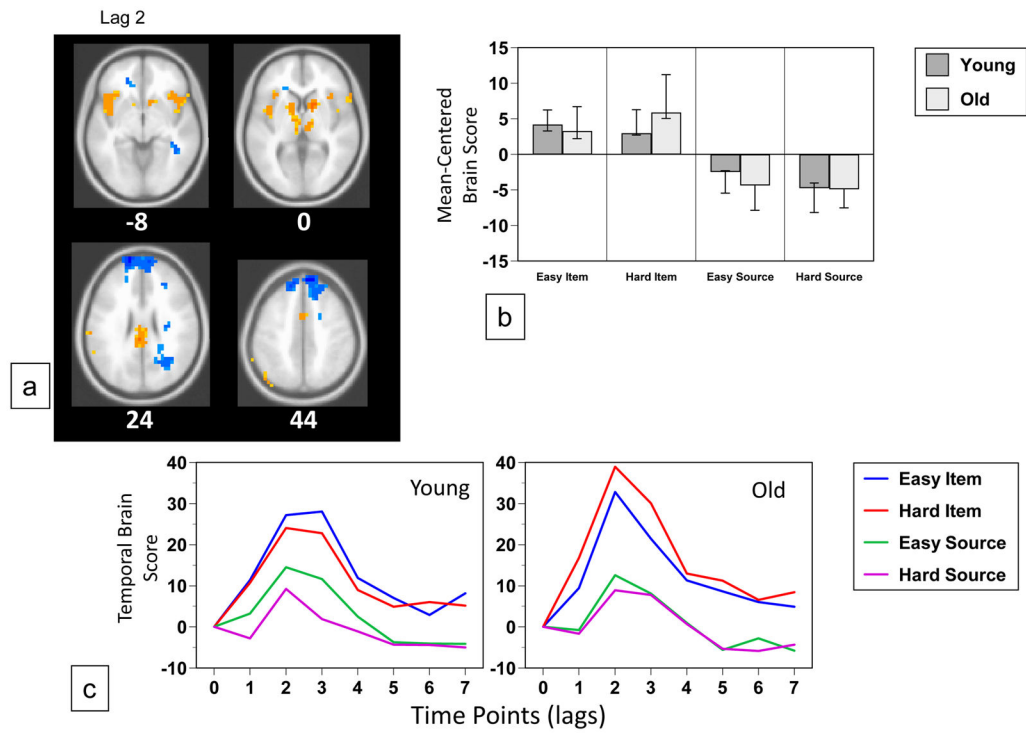 Lag 2
-8
0
24
44
a
15
10
5
0
-5
-10
-15
Mean-Centered
Brain Score
Easy Item
Hard Item
Easy Source
Hard Source
Young
Old
b
40
30
20
10
0
-10
Temporal Brain
Score
Young
0 1 2 3 4 5 6 7
40
30
20
10
0
-10
Old
0 1 2 3 4 5 6 7
Time Points (lags)
Easy Item
Hard Item
Easy Source
Hard Source
c